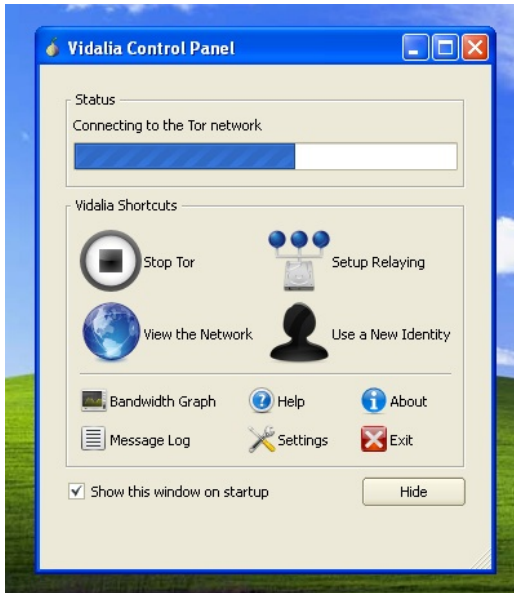 Vidalia Control Panel
Status
Connecting to the Tor network
Vidalia Shortcuts
Stop Tor
Setup Relaying
View the Network
Use a New Identity
Bandwidth Graph
Help
About
Message Log
Settings
Exit
Show this window on startup
Hide